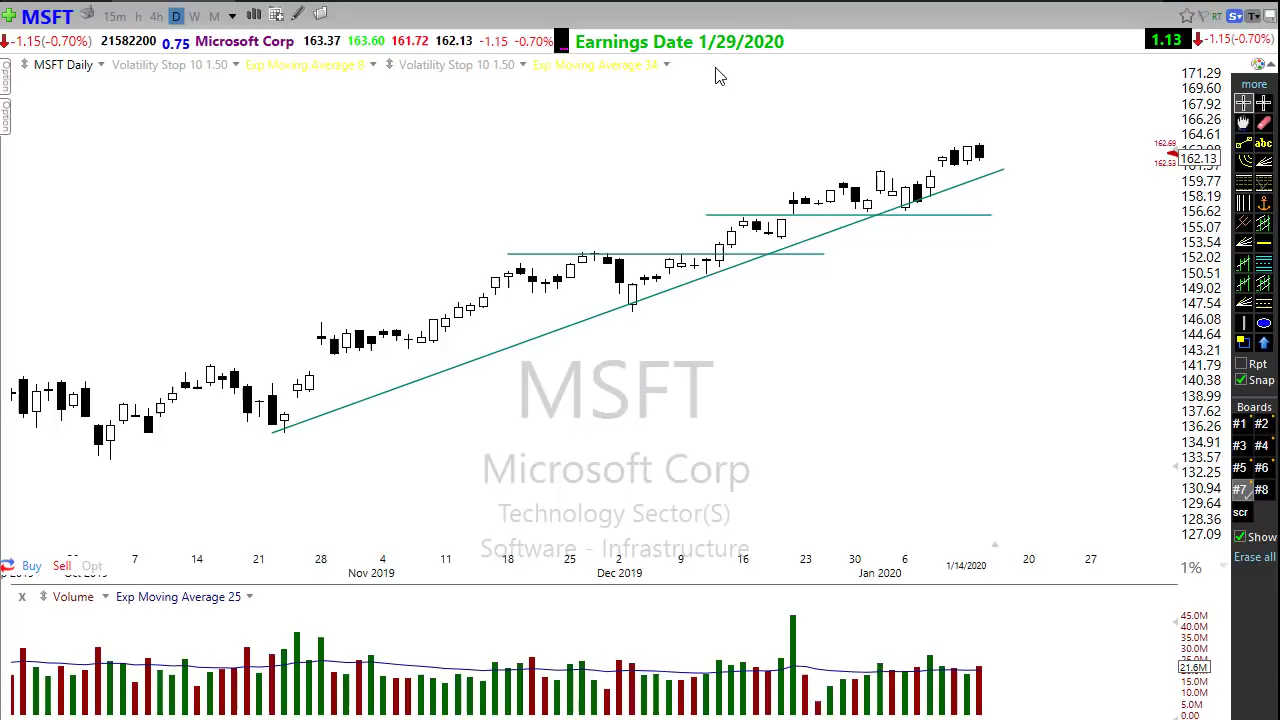 MSFT 15m h 4h D W M RT S T
-1.15(-0.70%) 21582200 0.75 Microsoft Corp 163.37 163.60 161.72 162.13 -1.15 -0.70% ... Earnings Date 1/29/2020 1.13 -1.15(-0.70%)
MSFT Daily Volatility Stop 10 1.50 Exp Moving Average 8 Volatility Stop 10 1.50 Exp Moving Average 34
Option
Option
171.29
169.60
167.92
166.26
164.61
162.69
162.13
162.53
159.77
158.19
156.62
155.07
153.54
152.02
150.51
149.02
147.54
146.08
144.64
143.21
141.79
140.38
138.99
137.62
136.26
134.91
133.57
132.25
130.94
129.64
128.36
127.09
1%
more
abc
Rpt
Snap
Boards
#1 #2
#3 #4
#5 #6
#7 #8
scr
Show
Erase all
MSFT
Microsoft Corp
Technology Sector(S)
Software - Infrastructure
7 14 21 28 4 11 18 25 2 9 16 23 30 6 1/14/2020 20 27
Buy Sell Opt
Oct 2019 Nov 2019 Dec 2019 Jan 2020
X Volume Exp Moving Average 25
45.0M
40.0M
35.0M
30.0M
21.6M
15.0M
10.0M
5.0M
0.00